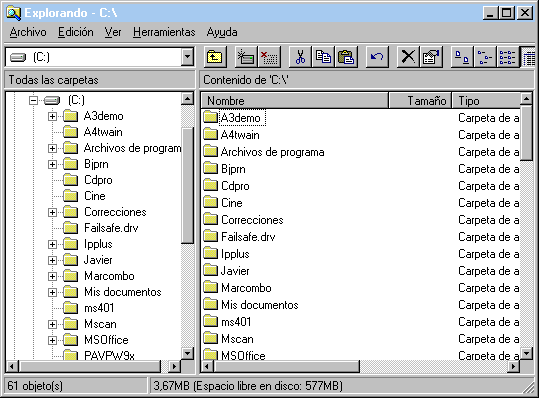 Explorando - C:\
Archivo Edición Ver Herramientas Ayuda
(C:)
Todas las carpetas
Contenido de 'C:\'
(C:)
A3demo
A4twain
Archivos de programa
Bjprn
Cdpro
Cine
Correcciones
Failsafe.drv
Ipplus
Javier
Marcombo
Mis documentos
ms401
Mscan
MSOffice
PAVPW9x
Nombre Tamaño Tipo
A3demo Carpeta de a
A4twain Carpeta de a
Archivos de programa Carpeta de a
Bjprn Carpeta de a
Cdpro Carpeta de a
Cine Carpeta de a
Correcciones Carpeta de a
Failsafe.drv Carpeta de a
Ipplus Carpeta de a
Javier Carpeta de a
Marcombo Carpeta de a
Mis documentos Carpeta de a
ms401 Carpeta de a
Mscan Carpeta de a
MSOffice Carpeta de a
61 objeto(s)
3,67MB (Espacio libre en disco: 577MB)